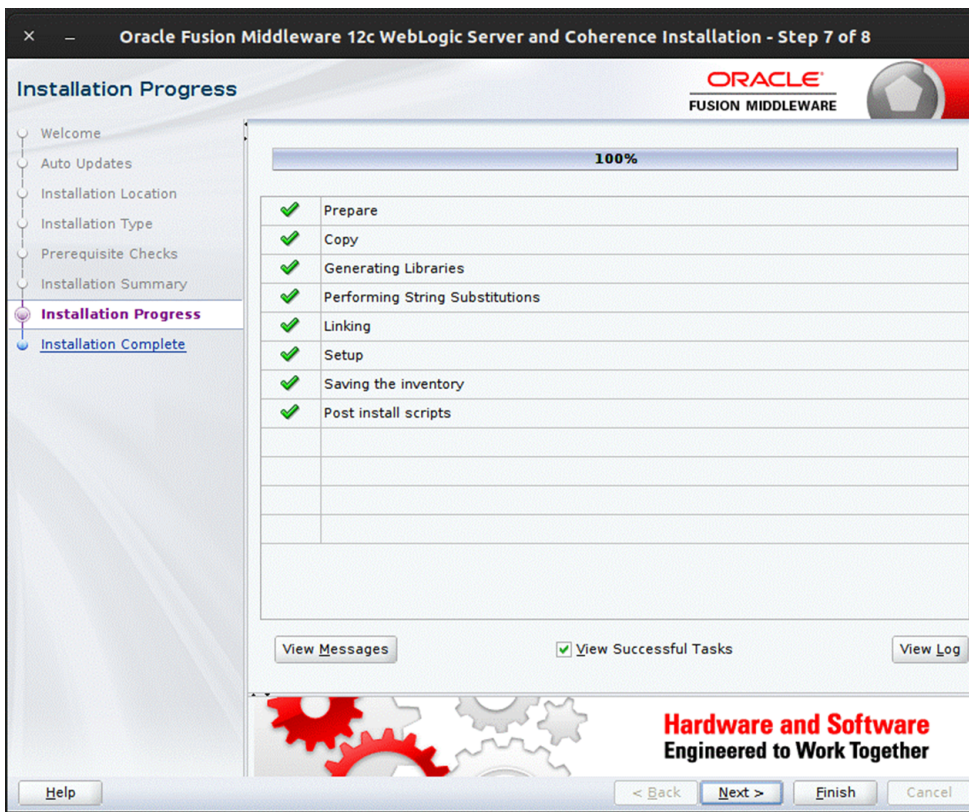 Oracle Fusion Middleware 12c WebLogic Server and Coherence Installation - Step 7 of 8
Installation Progress
ORACLE
FUSION MIDDLEWARE
Welcome
Auto Updates
Installation Location
Installation Type
Prerequisite Checks
Installation Summary
Installation Progress
Installation Complete
100%
Prepare
Copy
Generating Libraries
Performing String Substitutions
Linking
Setup
Saving the inventory
Post install scripts
View Messages
View Successful Tasks
View Log
Hardware and Software
Engineered to Work Together
Help
< Back
Next >
Finish
Cancel